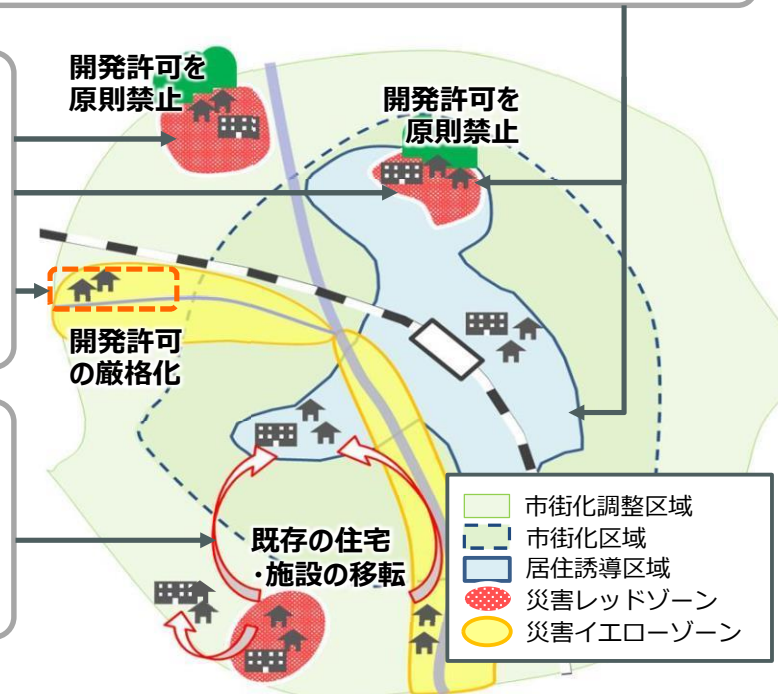 開発許可を
原則禁止
開発許可を
原則禁止
開発許可
の厳格化
既存の住宅
・施設の移転
市街化調整区域
市街化区域
居住誘導区域
災害レッドゾーン
災害イエローゾーン